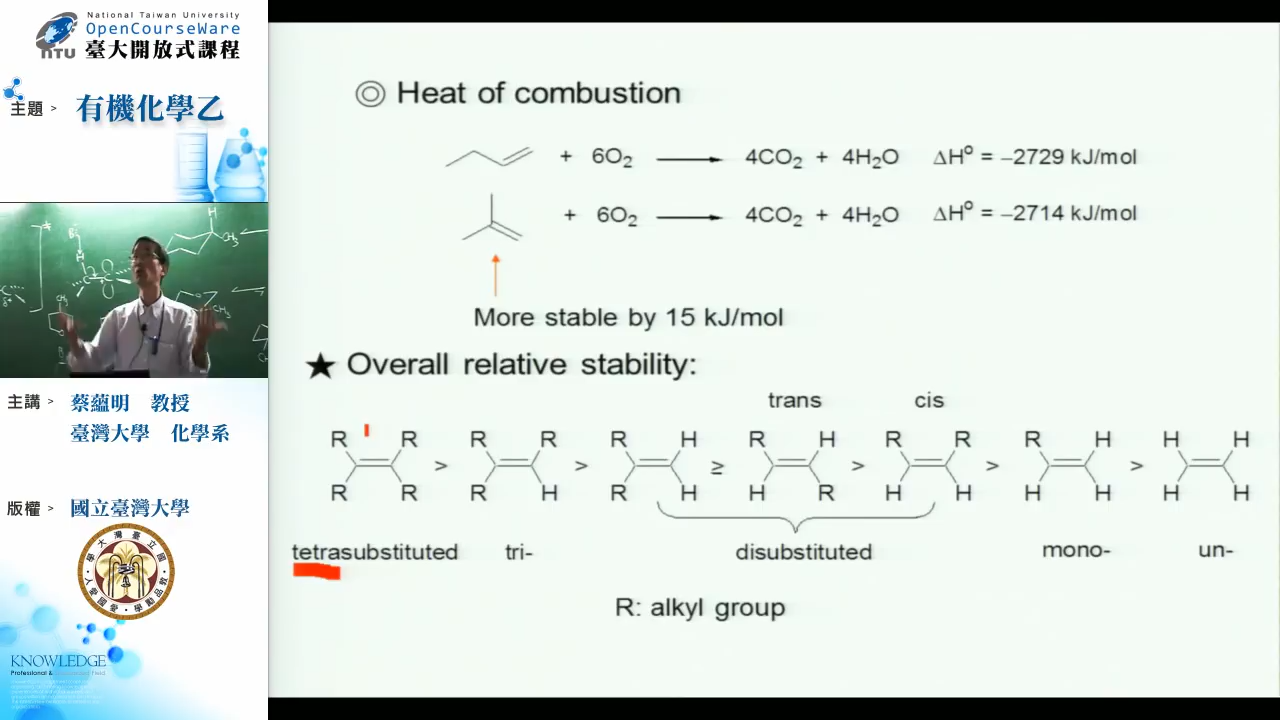 National Taiwan University
OpenCourseWare
臺大開放式課程
NTU
主題 > 有機化學乙
主講 > 蔡蘊明 教授
臺灣大學 化學系
版權 > 國立臺灣大學
KNOWLEDGE
◎ Heat of combustion
+ 6O₂ → 4CO₂ + 4H₂O ΔH° = –2729 kJ/mol
+ 6O₂ → 4CO₂ + 4H₂O ΔH° = –2714 kJ/mol
More stable by 15 kJ/mol
★ Overall relative stability:
trans cis
R R R R R H R H R R R H H H
> > ≥ > > >
R R R H R H H R H H H H H H
tetrasubstituted tri- disubstituted mono- un-
R: alkyl group